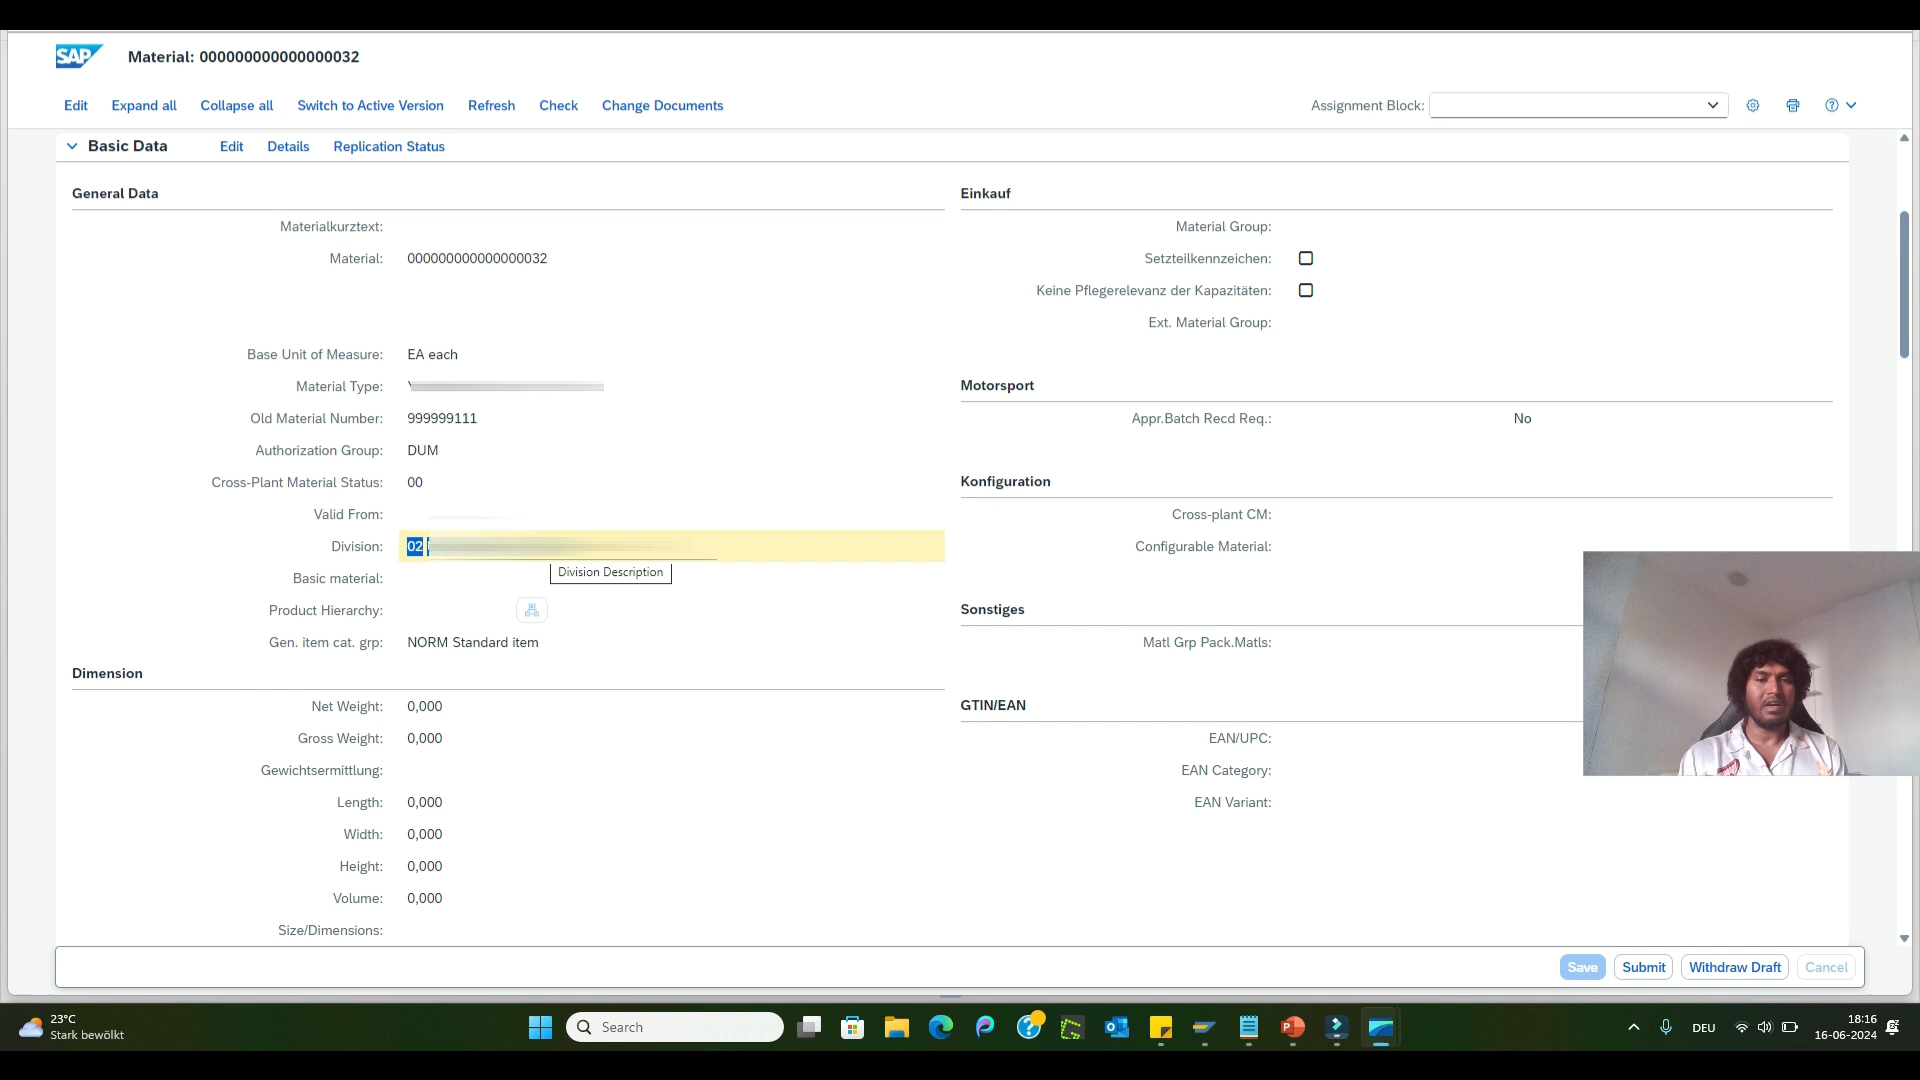 SAP Material: 000000000000000032
Edit Expand all Collapse all Switch to Active Version Refresh Check Change Documents Assignment Block:
Basic Data Edit Details Replication Status
General Data
Materialkurztext:
Material: 000000000000000032
Base Unit of Measure: EA each
Material Type:
Old Material Number: 999999111
Authorization Group: DUM
Cross-Plant Material Status: 00
Valid From:
Division: 02
Division Description
Basic material:
Product Hierarchy:
Gen. item cat. grp: NORM Standard item
Dimension
Net Weight: 0,000
Gross Weight: 0,000
Gewichtsermittlung:
Length: 0,000
Width: 0,000
Height: 0,000
Volume: 0,000
Size/Dimensions:
Einkauf
Material Group:
Setzteilkennzeichen:
Keine Pflegerelevanz der Kapazitäten:
Ext. Material Group:
Motorsport
Appr.Batch Recd Req.: No
Konfiguration
Cross-plant CM:
Configurable Material:
Sonstiges
Matl Grp Pack.Matls:
GTIN/EAN
EAN/UPC:
EAN Category:
EAN Variant:
Save Submit Withdraw Draft Cancel
23°C
Stark bewölkt
Search
DEU
18:16
16-06-2024